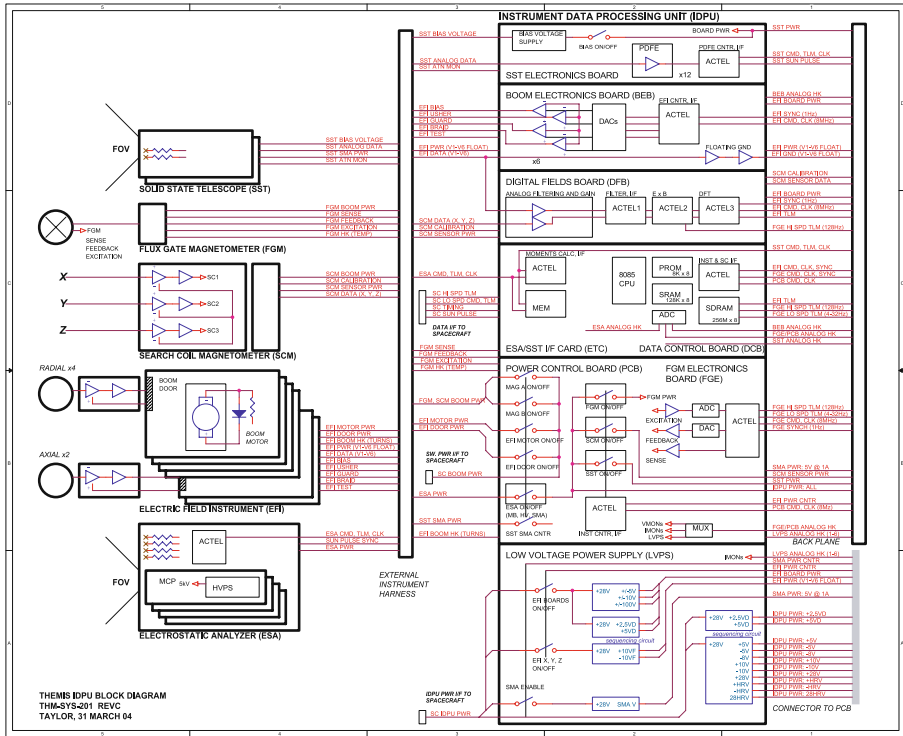 INSTRUMENT DATA PROCESSING UNIT (IDPU)
SST BIAS VOLTAGE
BIAS VOLTAGE
SUPPLY
BIAS ON/OFF
BOARD PWR
SST PWR
PDFE
PDFE CNTR, I/F
ACTEL
x12
SST ANALOG DATA
SST ATN MON
SST CMD, TLM, CLK
SST SUN PULSE
SST ELECTRONICS BOARD
BOOM ELECTRONICS BOARD (BEB)
BEB ANALOG HK
EFI BOARD PWR
EFI SYNC (1Hz)
EFI CMD, CLK (8MHz)
EFI BIAS
EFI USHER
EFI GUARD
EFI BRAID
EFI TEST
DACs
EFI CNTR, I/F
ACTEL
EFI PWR (V1-V6 FLOAT)
EFI DATA (V1-V6)
x6
FLOATING GND
EFI PWR (V1-V6 FLOAT)
EFI GND (V1-V6 FLOAT)
FOV
SST BIAS VOLTAGE
SST ANALOG DATA
SST SMA PWR
SST ATN MON
SOLID STATE TELESCOPE (SST)
DIGITAL FIELDS BOARD (DFB)
SCM CALIBRATION
SCM SENSOR DATA
ANALOG FILTERING AND GAIN
FILTER, I/F
E x B
DFT
ACTEL1
ACTEL2
ACTEL3
EFI BOARD PWR
EFI SYNC (1Hz)
EFI CMD, CLK (8MHz)
EFI TLM
FGE HI SPD TLM (128Hz)
SCM DATA (X, Y, Z)
SCM CALIBRATION
SCM SENSOR PWR
FGM
SENSE
FEEDBACK
EXCITATION
FGM BOOM PWR
FGM SENSE
FGM FEEDBACK
FGM EXCITATION
FGM HK (TEMP)
FLUX GATE MAGNETOMETER (FGM)
X
Y
Z
SC1
SC2
SC3
SCM BOOM PWR
SCM CALIBRATION
SCM SENSOR PWR
SCM DATA (X, Y, Z)
SEARCH COIL MAGNETOMETER (SCM)
ESA CMD, TLM, CLK
MOMENTS CALC, I/F
ACTEL
MEM
8085
CPU
PROM
8K x 8
SRAM
128K x 8
ADC
INST & SC I/F
ACTEL
SDRAM
256M x 8
SST CMD, TLM, CLK
EFI CMD, CLK, SYNC
FGE CMD, CLK, SYNC
PCB CMD, CLK
EFI TLM
FGE HI SPD TLM (128Hz)
FGE LO SPD TLM (4-32Hz)
BEB ANALOG HK
FGE/PCB ANALOG HK
SST ANALOG HK
SC HI SPD TLM
SC LO SPD CMD, TLM
SC TIMING
SC SUN PULSE
DATA I/F TO
SPACECRAFT
ESA ANALOG HK
ESA/SST I/F CARD (ETC)
DATA CONTROL BOARD (DCB)
FGM SENSE
FGM FEEDBACK
FGM EXCITATION
FGM HK (TEMP)
POWER CONTROL BOARD (PCB)
FGM ELECTRONICS
BOARD (FGE)
MAG A ON/OFF
MAG B ON/OFF
EFI MOTOR ON/OFF
EFI DOOR ON/OFF
FGM ON/OFF
SCM ON/OFF
SST ON/OFF
FGM PWR
EXCITATION
FEEDBACK
SENSE
ADC
DAC
ACTEL
FGE HI SPD TLM (128Hz)
FGE LO SPD TLM (4-32Hz)
FGE CMD, CLK (8MHz)
FGE SYNCH (1Hz)
FGM, SCM BOOM PWR
EFI MOTOR PWR
EFI DOOR PWR
SW. PWR I/F TO
SPACECRAFT
SC BOOM PWR
ESA PWR
ESA ON/OFF
(MB, HV, SMA)
SST SMA PWR
SST SMA CNTR
EFI BOOM HK (TURNS)
ACTEL
INST CNTR, I/F
VMONs
IMONs
LVPS
MUX
SMA PWR: 5V @ 1A
SCM SENSOR PWR
SST PWR
IDPU PWR: ALL
EFI PWR CNTR
PCB CMD, CLK (8Mz)
FGE/PCB ANALOG HK
LVPS ANALOG HK (1-6)
BACK PLANE
RADIAL x4
BOOM
DOOR
BOOM
MOTOR
AXIAL x2
EFI MOTOR PWR
EFI DOOR PWR
EFI BOOM HK (TURNS)
EFI PWR (V1-V6 FLOAT)
EFI DATA (V1-V6)
EFI BIAS
EFI USHER
EFI GUARD
EFI BRAID
EFI TEST
ELECTRIC FIELD INSTRUMENT (EFI)
FOV
ACTEL
ESA CMD, TLM, CLK
SUN PULSE SYNC
ESA PWR
MCP
5kV
HVPS
ELECTROSTATIC ANALYZER (ESA)
EXTERNAL
INSTRUMENT
HARNESS
LOW VOLTAGE POWER SUPPLY (LVPS)
IMONs
LVPS ANALOG HK (1-6)
SMA PWR CNTR
EFI PWR CNTR
EFI BOARD PWR
EFI PWR (V1-V6 FLOAT)
SMA PWR: 5V @ 1A
EFI BOARDS
ON/OFF
+28V
+/-5V
+/-10V
+/-100V
+28V
+2.5VD
+5VD
sequencing circuit
+28V
+10VF
-10VF
EFI X, Y, Z
ON/OFF
SMA ENABLE
+28V
SMA V
+28V
+2.5VD
+5VD
sequencing circuit
+28V
+5V
-5V
-8V
+10V
-10V
+28V
+HRV
-HRV
28HRV
IDPU PWR: +2.5VD
IDPU PWR: +5VD
IDPU PWR: +5V
IDPU PWR: -5V
IDPU PWR: -8V
IDPU PWR: +10V
IDPU PWR: -10V
IDPU PWR: +28V
IDPU PWR: +HRV
IDPU PWR: -HRV
IDPU PWR: 28HRV
CONNECTOR TO PCB
IDPU PWR I/F TO
SPACECRAFT
SC IDPU PWR
THEMIS IDPU BLOCK DIAGRAM
THM-SYS-201 REVC
TAYLOR, 31 MARCH 04